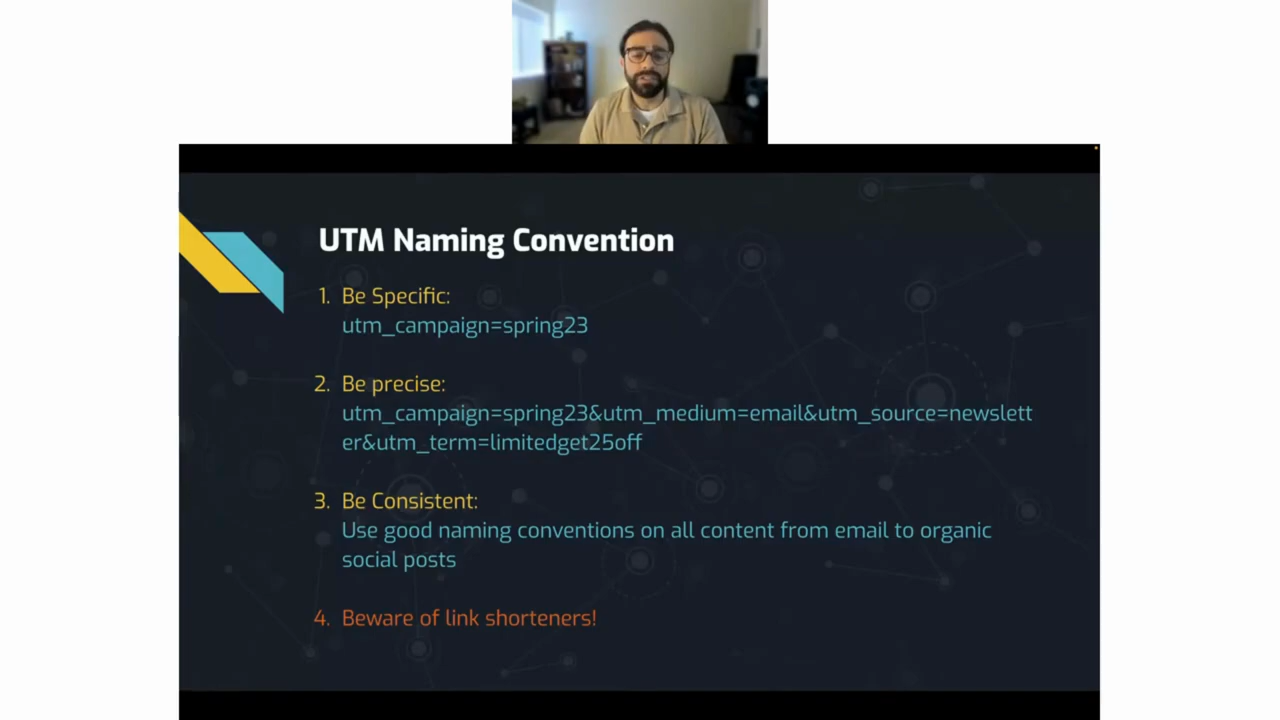 UTM Naming Convention
1. Be Specific:
utm_campaign=spring23
2. Be precise:
utm_campaign=spring23&utm_medium=email&utm_source=newslett
er&utm_term=limitedget25off
3. Be Consistent:
Use good naming conventions on all content from email to organic
social posts
4. Beware of link shorteners!